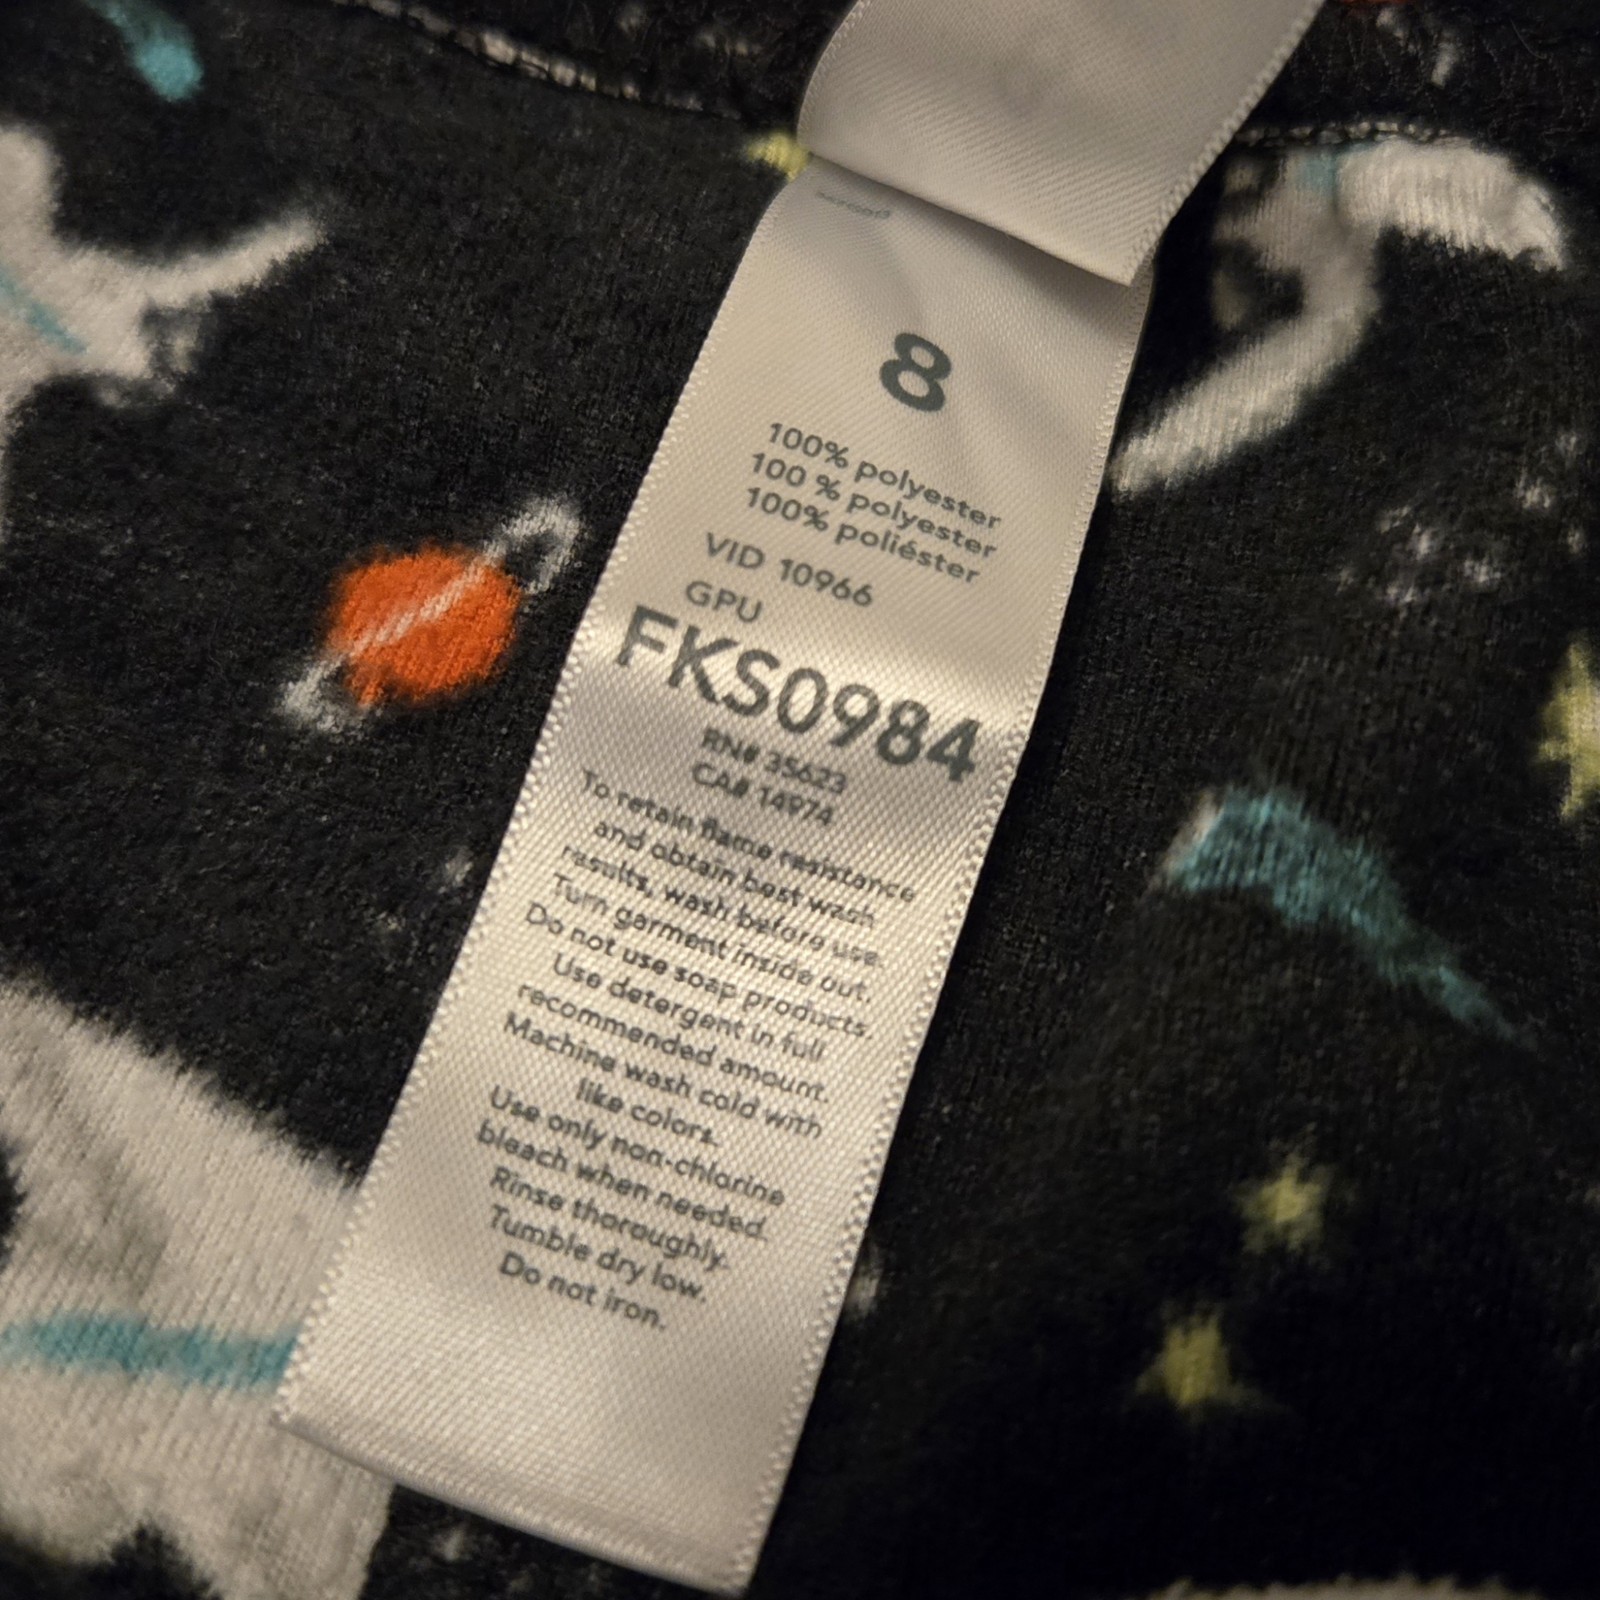 8
100% polyester
100 % polyester
100% poliéster
VID 10966
GPU
FKS0984
RN# 35623
CA# 14974
To retain flame resistance
and obtain best wash
results, wash before use.
Turn garment inside out.
Do not use soap products.
Use detergent in full
recommended amount.
Machine wash cold with
like colors.
Use only non-chlorine
bleach when needed.
Rinse thoroughly.
Tumble dry low.
Do not iron.